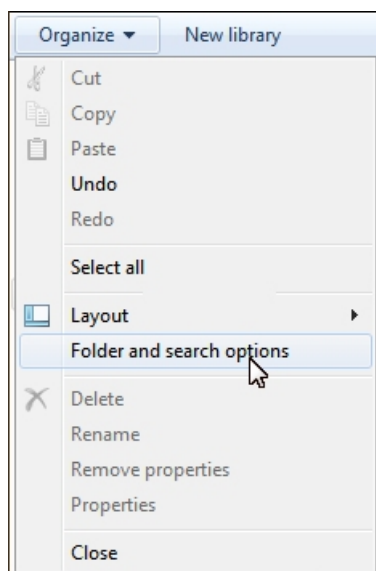 Organize New library
Cut
Copy
Paste
Undo
Redo
Select all
Layout
Folder and search options
Delete
Rename
Remove properties
Properties
Close